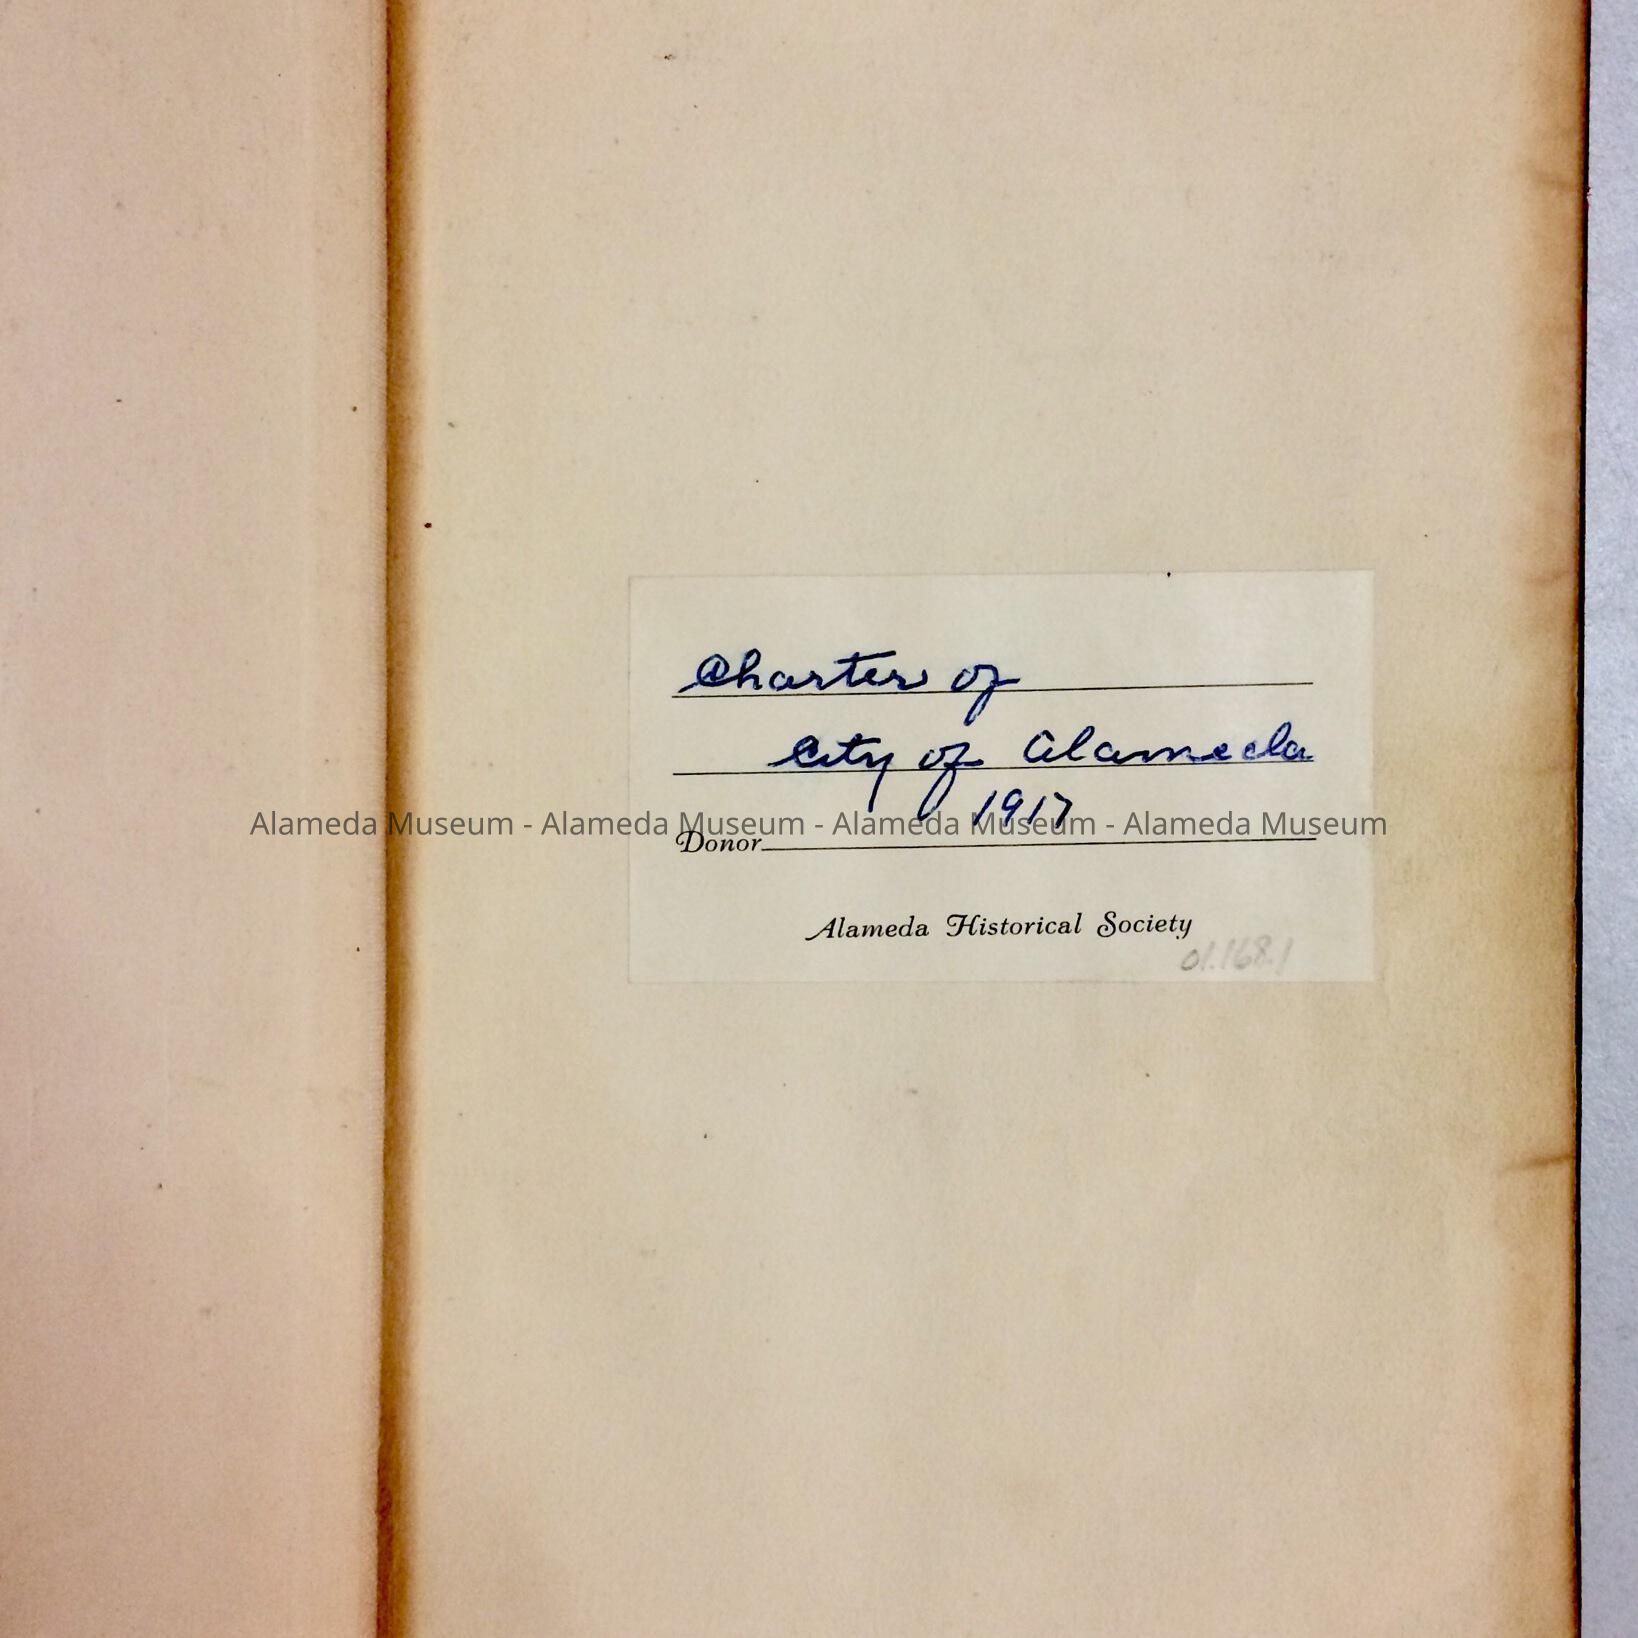 Charter of
City of Alameda
1917
Alameda Museum - Alameda Museum - Alameda Museum - Alameda Museum
Donor
Alameda Historical Society
01.168.1